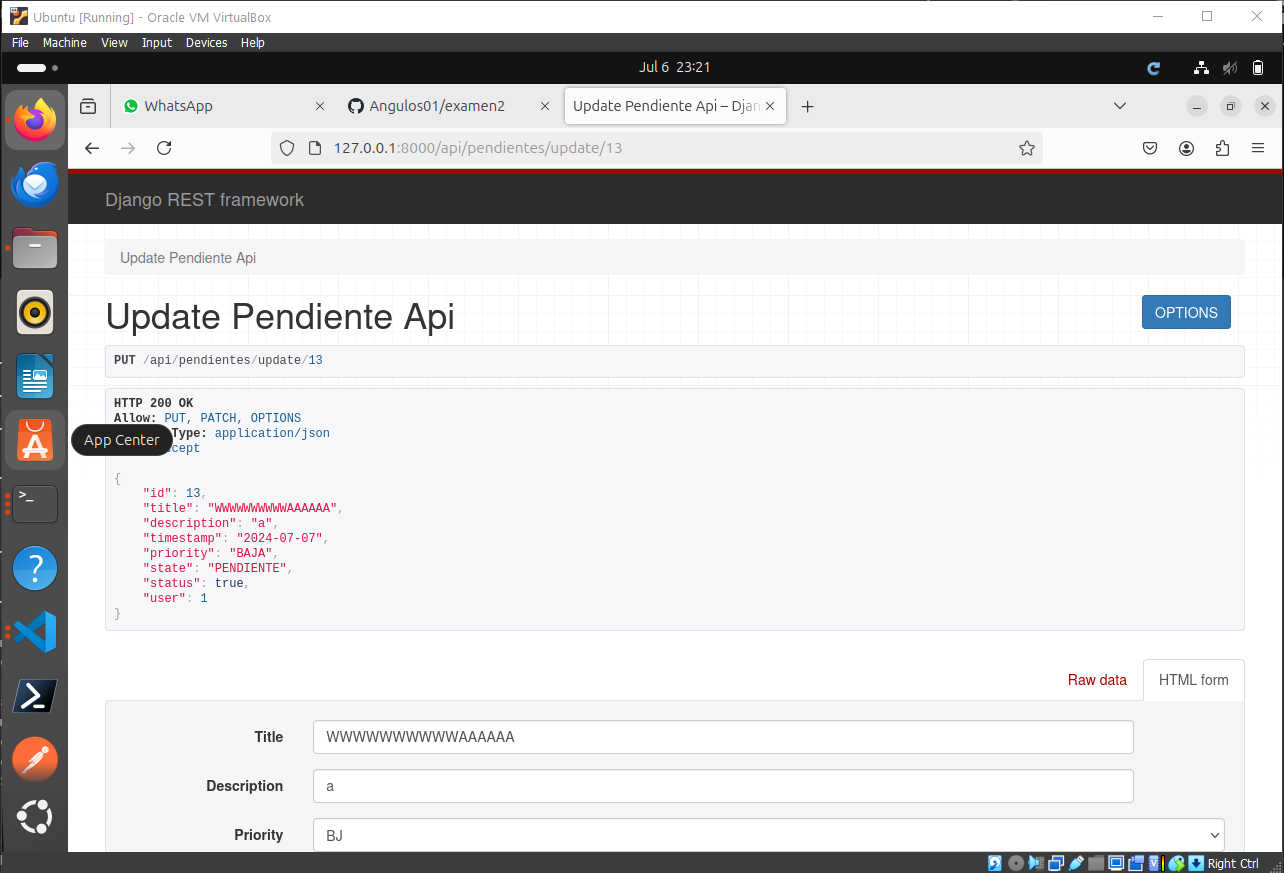 Ubuntu [Running] - Oracle VM VirtualBox
File Machine View Input Devices Help
Jul 6 23:21
WhatsApp
Angulos01/examen2
Update Pendiente Api – Djan
127.0.0.1:8000/api/pendientes/update/13
Django REST framework
Update Pendiente Api
Update Pendiente Api
OPTIONS
PUT /api/pendientes/update/13
HTTP 200 OK
Allow: PUT, PATCH, OPTIONS
Type: application/json
App Center
cept
{
"id": 13,
"title": "WWWWWWWWWWAAAAAA",
"description": "a",
"timestamp": "2024-07-07",
"priority": "BAJA",
"state": "PENDIENTE",
"status": true,
"user": 1
}
Raw data
HTML form
Title
WWWWWWWWWWAAAAAA
Description
a
Priority
BJ
Right Ctrl